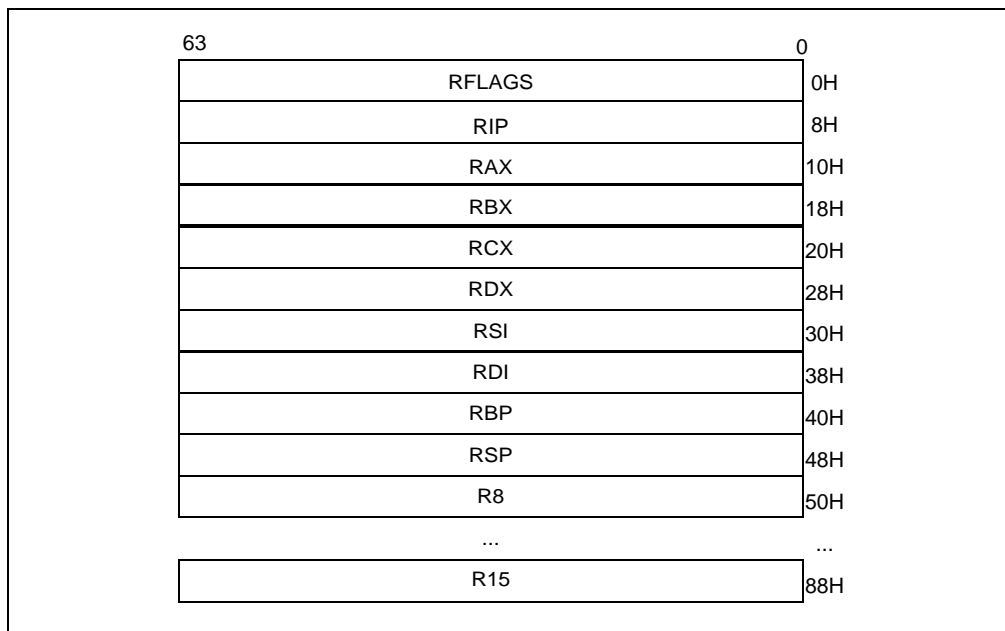 63 0
RFLAGS 0H
RIP 8H
RAX 10H
RBX 18H
RCX 20H
RDX 28H
RSI 30H
RDI 38H
RBP 40H
RSP 48H
R8 50H
... ...
R15 88H